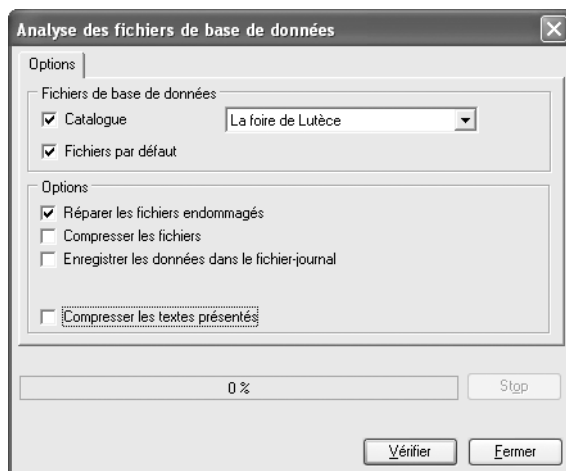 Analyse des fichiers de base de données
Options
Fichiers de base de données
Catalogue
La foire de Lutèce
Fichiers par défaut
Options
Réparer les fichiers endommagés
Compresser les fichiers
Enregistrer les données dans le fichier-journal
Compresser les textes présentés
0 %
Stop
Vérifier
Fermer